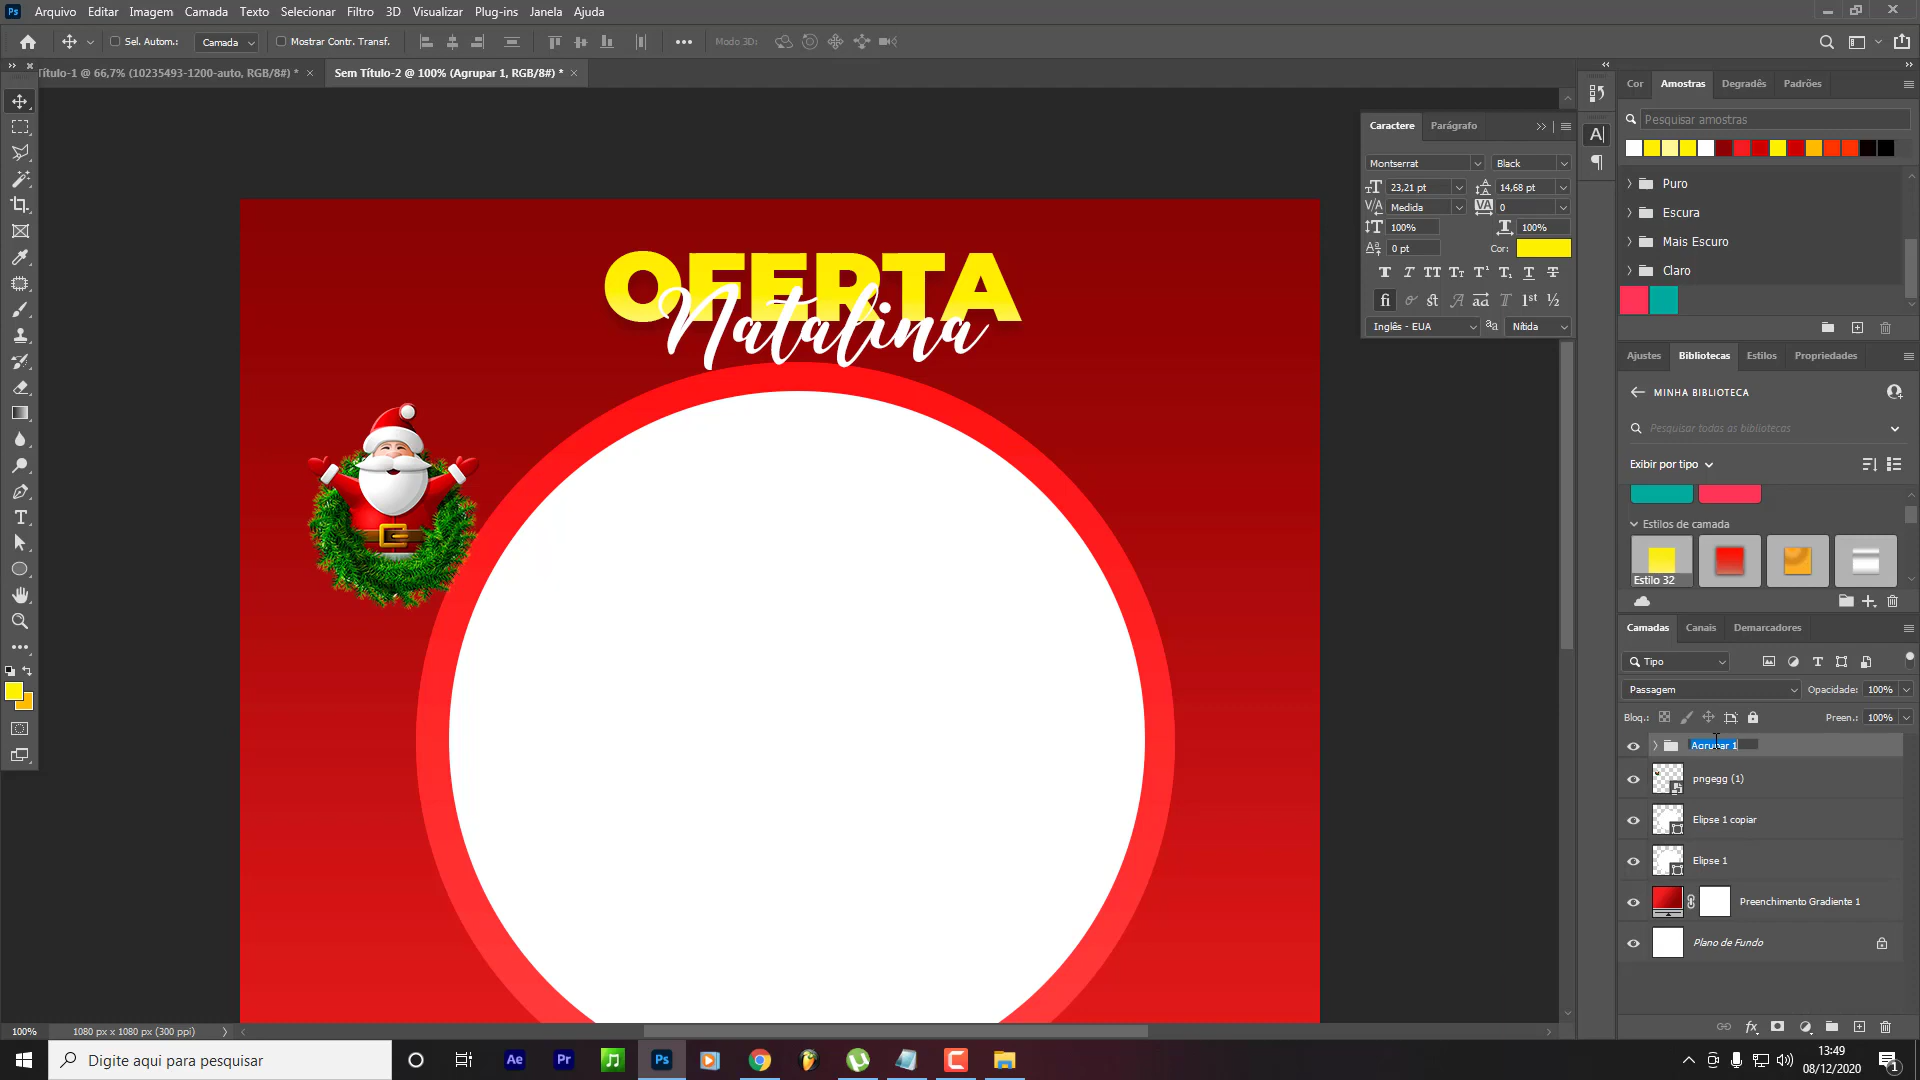 Ps Arquivo Editar Imagem Camada Texto Selecionar Filtro 3D Visualizar Plug-ins Janela Ajuda
Sel. Autom.: Camada Mostrar Contr. Transf. Modo 3D:
Título-1 @ 66,7% (10235493-1200-auto, RGB/8#) * × Sem Título-2 @ 100% (Agrupar 1, RGB/8#) * ×
OFERTA
Natalina
Caractere Parágrafo
Montserrat Black
23,21 pt 14,68 pt
Medida 0
100% 100%
0 pt Cor:
Inglês - EUA Nítida
Cor Amostras Degradês Padrões
Pesquisar amostras
Puro
Escura
Mais Escuro
Claro
Ajustes Bibliotecas Estilos Propriedades
MINHA BIBLIOTECA
Pesquisar todas as bibliotecas
Exibir por tipo
Estilos de camada
Estilo 32
Camadas Canais Demarcadores
Tipo
Passagem Opacidade: 100%
Bloq.: Preen.: 100%
Agrupar 1
pngegg (1)
Elipse 1 copiar
Elipse 1
Preenchimento Gradiente 1
Plano de Fundo
100% 1080 px x 1080 px (300 ppi)
Digite aqui para pesquisar
Ae Pr Ps
13:49
08/12/2020
1